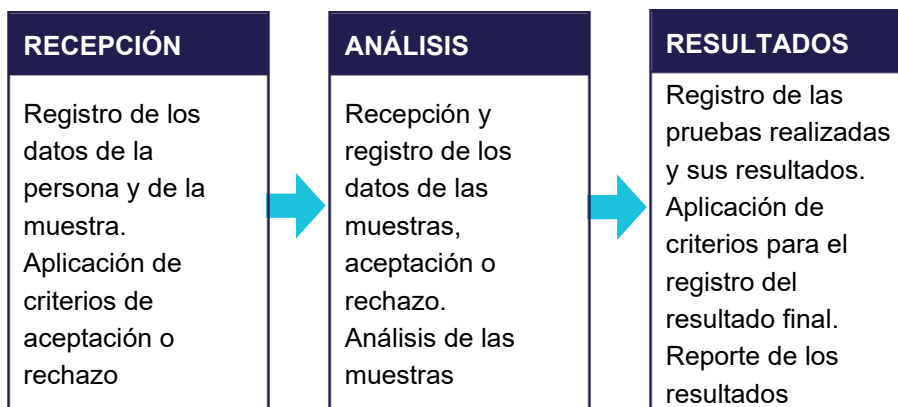 RECEPCIÓN
Registro de los
datos de la
persona y de la
muestra.
Aplicación de
criterios de
aceptación o
rechazo
ANÁLISIS
Recepción y
registro de los
datos de las
muestras,
aceptación o
rechazo.
Análisis de las
muestras
RESULTADOS
Registro de las
pruebas realizadas
y sus resultados.
Aplicación de
criterios para el
registro del
resultado final.
Reporte de los
resultados